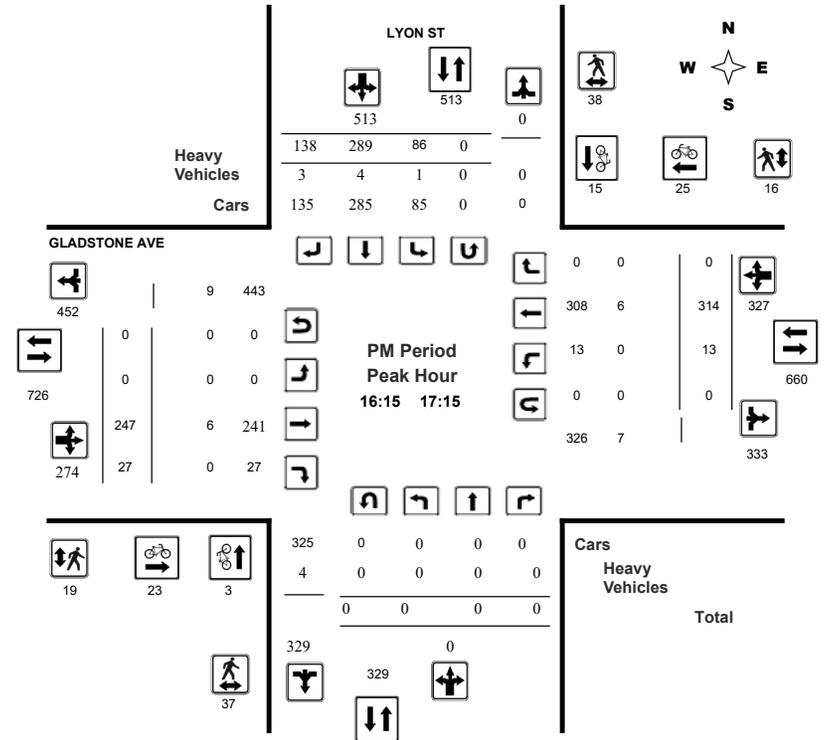 LYON ST
N
W E
S
513
38
513 0
138 289 86 0
Heavy
Vehicles
3 4 1 0 0
Cars
135 285 85 0 0
15 25 16
GLADSTONE AVE
9 443
452
0 0 0
726
0 0 0
247 6 241
274
27 0 27
PM Period
Peak Hour
16:15 17:15
0 0 0
308 6 314 327
13 0 13
660
0 0 0
326 7
333
325 0 0 0 0
4 0 0 0 0
0 0 0 0
329 0
329
Cars
Heavy
Vehicles
Total
19 23 3
37